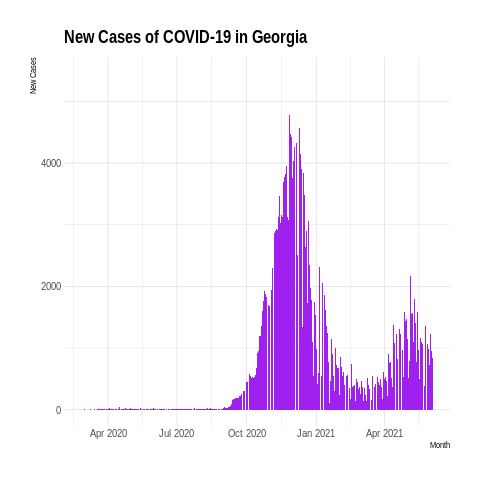 New Cases of COVID-19 in Georgia
New Cases
4000
2000
0
Apr 2020 Jul 2020 Oct 2020 Jan 2021 Apr 2021
Month